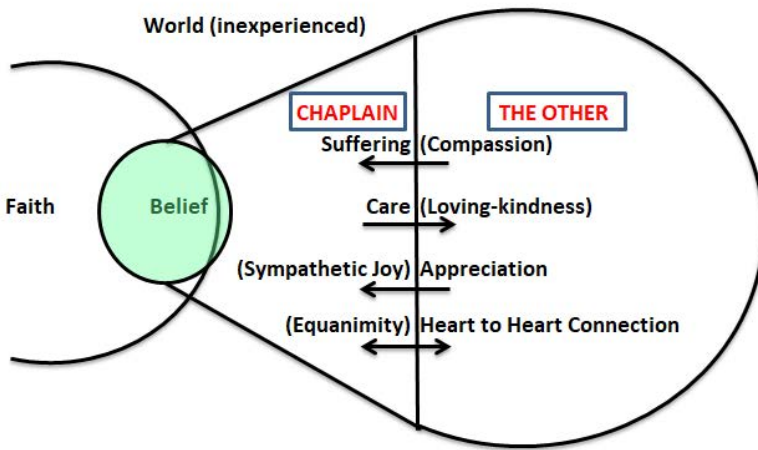 World (inexperienced)
CHAPLAIN THE OTHER
Suffering (Compassion)
Faith Belief Care (Loving-kindness)
(Sympathetic Joy) Appreciation
(Equanimity) Heart to Heart Connection